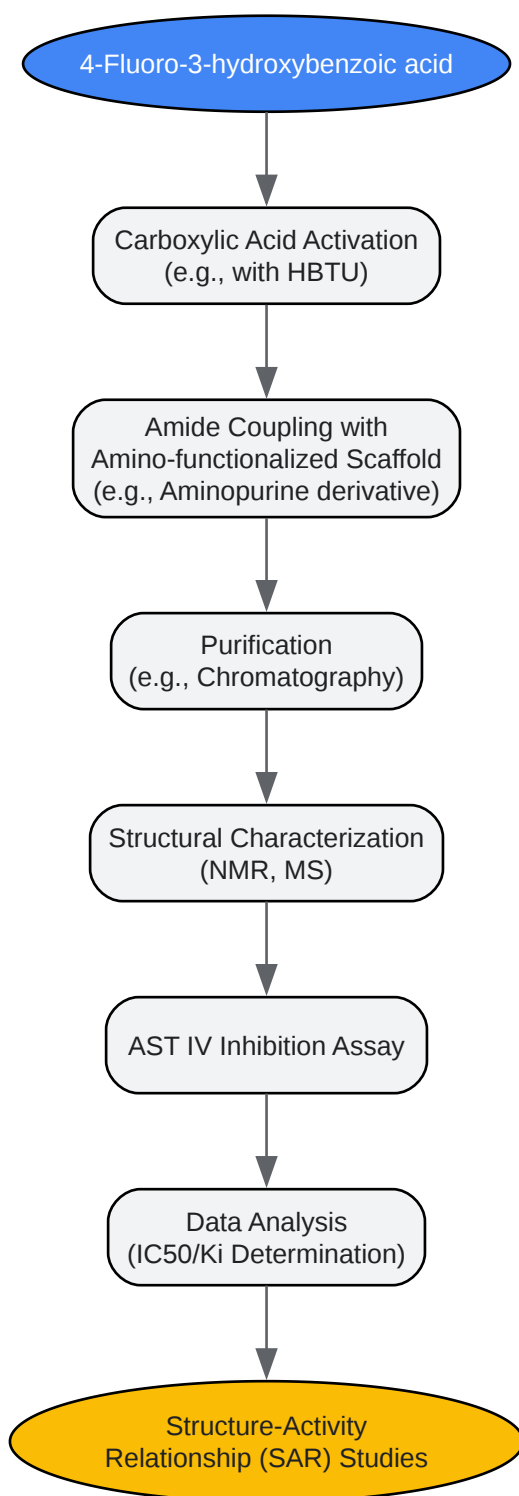 4-Fluoro-3-hydroxybenzoic acid
Carboxylic Acid Activation
(e.g., with HBTU)
Amide Coupling with
Amino-functionalized Scaffold
(e.g., Aminopurine derivative)
Purification
(e.g., Chromatography)
Structural Characterization
(NMR, MS)
AST IV Inhibition Assay
Data Analysis
(IC50/Ki Determination)
Structure-Activity
Relationship (SAR) Studies